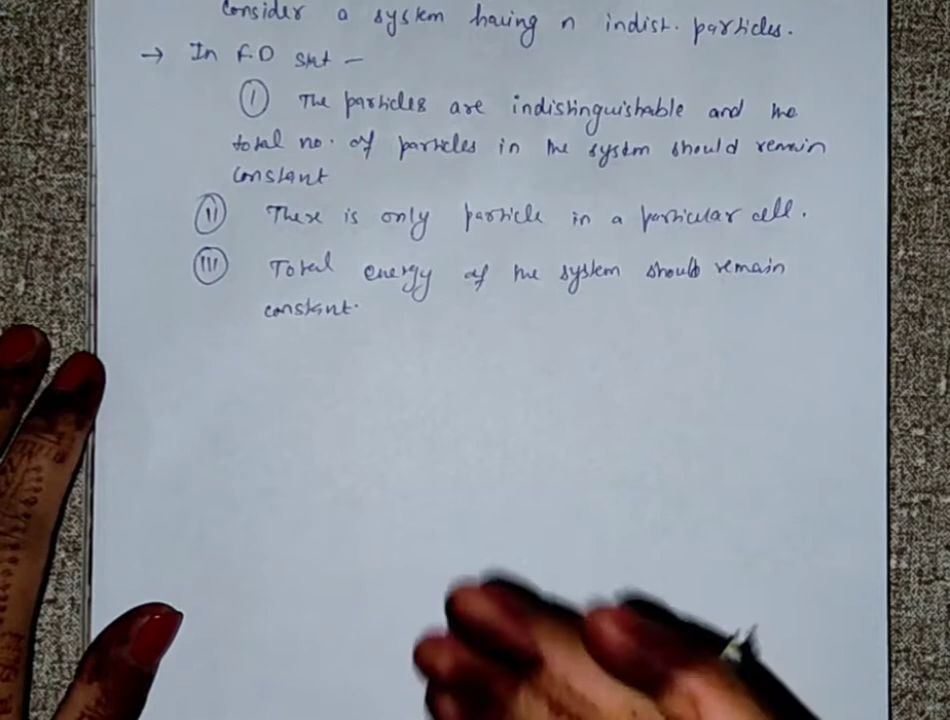 Consider a system having n indist. particles.
→ In F.D stat –
(I) The particles are indistinguishable and the
total no. of particles in the system should remain
constant
(II) There is only particle in a particular cell.
(III) Total energy of the system should remain
constant.